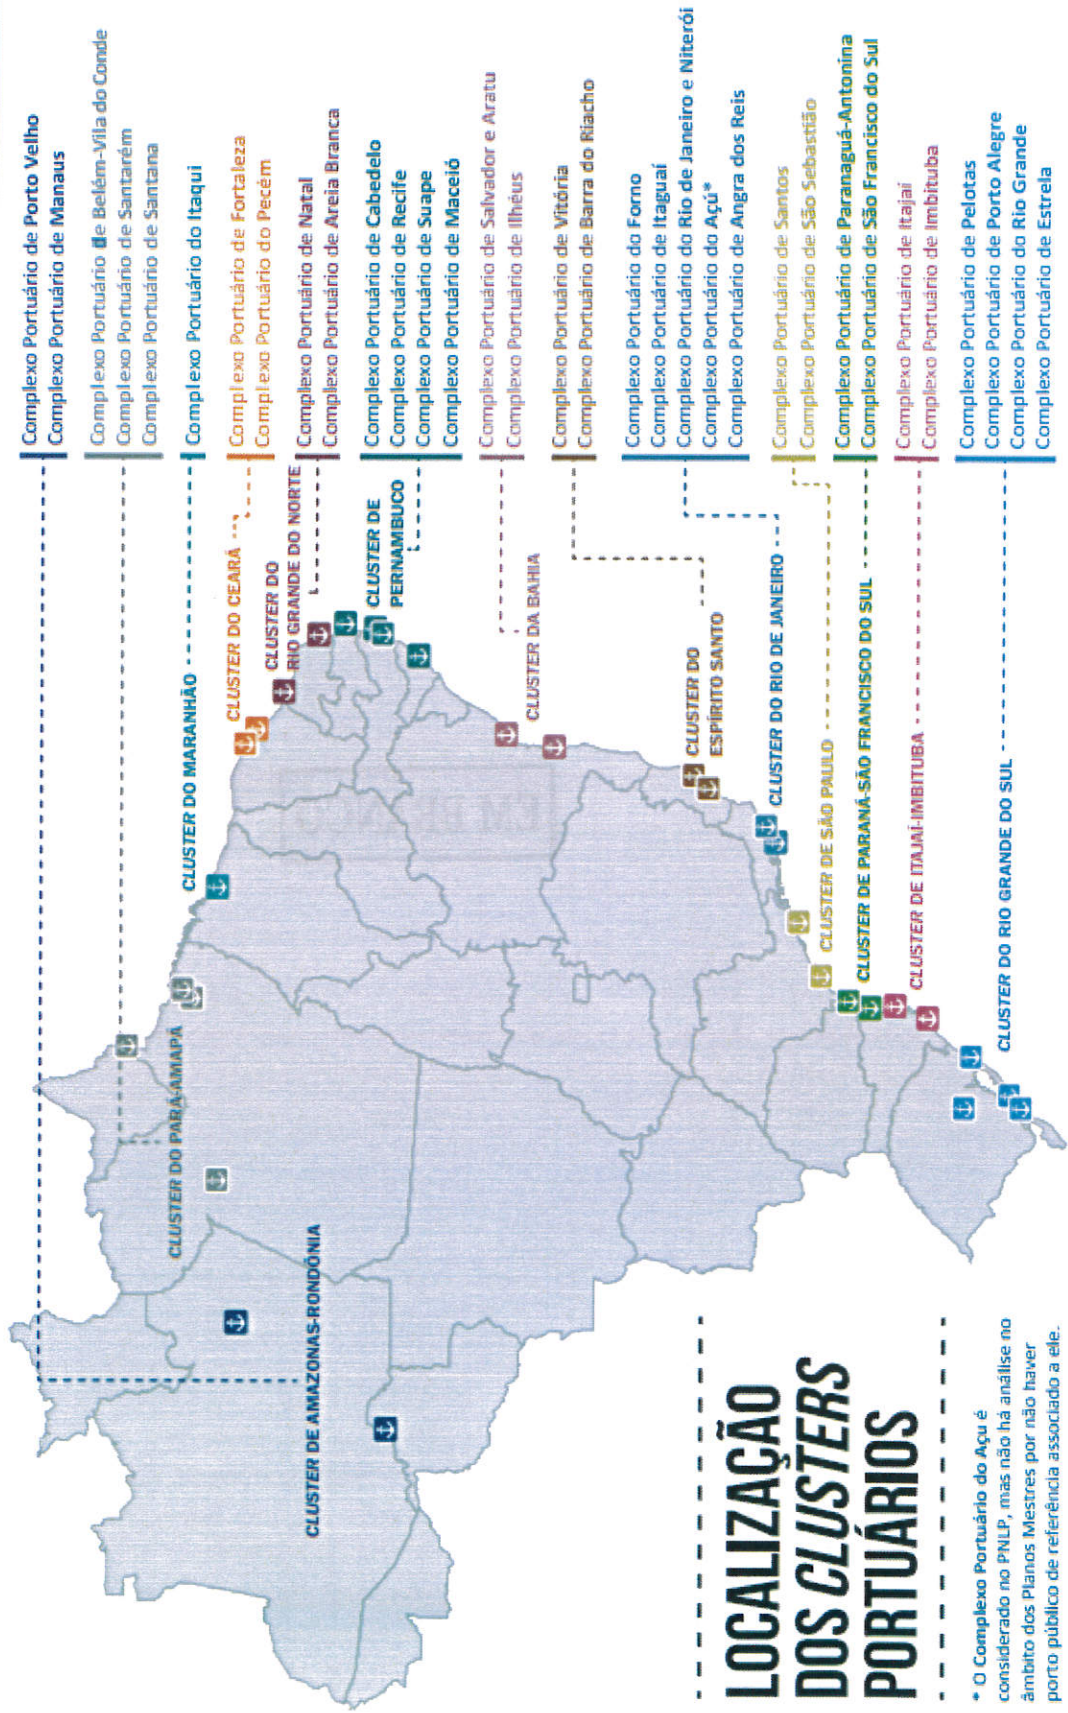 Complexo Portuário de Porto Velho
Complexo Portuário de Manaus
Complexo Portuário de Belém-Vila do Conde
Complexo Portuário de Santarém
Complexo Portuário de Santana
Complexo Portuário do Itaqui
Complexo Portuário de Fortaleza
Complexo Portuário do Pecém
Complexo Portuário de Natal
Complexo Portuário de Areia Branca
Complexo Portuário de Cabedelo
Complexo Portuário de Recife
Complexo Portuário de Suape
Complexo Portuário de Maceió
Complexo Portuário de Salvador e Aratu
Complexo Portuário de Ilhéus
Complexo Portuário de Vitória
Complexo Portuário de Barra do Riacho
Complexo Portuário do Forno
Complexo Portuário de Itaguaí
Complexo Portuário do Rio de Janeiro e Niterói
Complexo Portuário do Açú*
Complexo Portuário de Angra dos Reis
Complexo Portuário de Santos
Complexo Portuário de São Sebastião
Complexo Portuário de Paranaguá-Antonina
Complexo Portuário de São Francisco do Sul
Complexo Portuário de Itajaí
Complexo Portuário de Imbituba
Complexo Portuário de Pelotas
Complexo Portuário de Porto Alegre
Complexo Portuário do Rio Grande
Complexo Portuário de Estrela
CLUSTER DE AMAZONAS-RONDÔNIA
CLUSTER DO PARÁ-AMAPÁ
CLUSTER DO MARANHÃO
CLUSTER DO CEARÁ
CLUSTER DO
RIO GRANDE DO NORTE
CLUSTER DE
PERNAMBUCO
CLUSTER DA BAHIA
CLUSTER DO
ESPÍRITO SANTO
CLUSTER DO RIO DE JANEIRO
CLUSTER DE SÃO PAULO
CLUSTER DE PARANÁ-SÃO FRANCISCO DO SUL
CLUSTER DE ITAJAÍ-IMBITUBA
CLUSTER DO RIO GRANDE DO SUL
LOCALIZAÇÃO
DOS CLUSTERS
PORTUÁRIOS
* O Complexo Portuário do Açu é
considerado no PNLP, mas não há análise no
âmbito dos Planos Mestres por não haver
porto público de referência associado a ele.